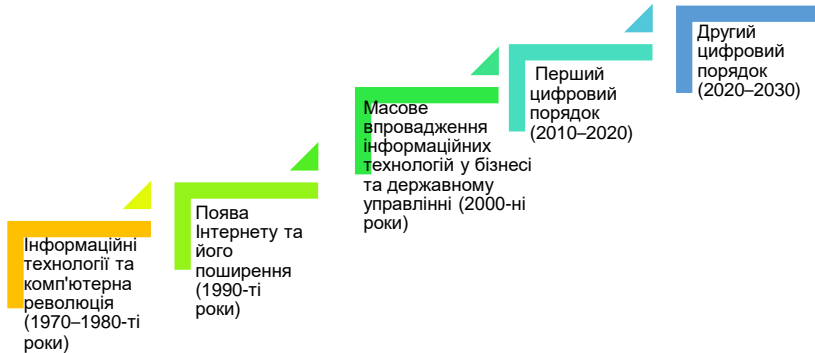 Інформаційні
технології та
комп'ютерна
революція
(1970–1980-ті
роки)
Поява
Інтернету та
його
поширення
(1990-ті
роки)
Масове
впровадження
інформаційних
технологій у бізнесі
та державному
управлінні (2000-ні
роки)
Перший
цифровий
порядок
(2010–2020)
Другий
цифровий
порядок
(2020–2030)